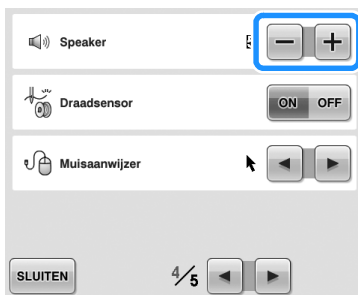 Speaker
Draadsensor
ON OFF
Muisaanwijzer
SLUITEN
4/5